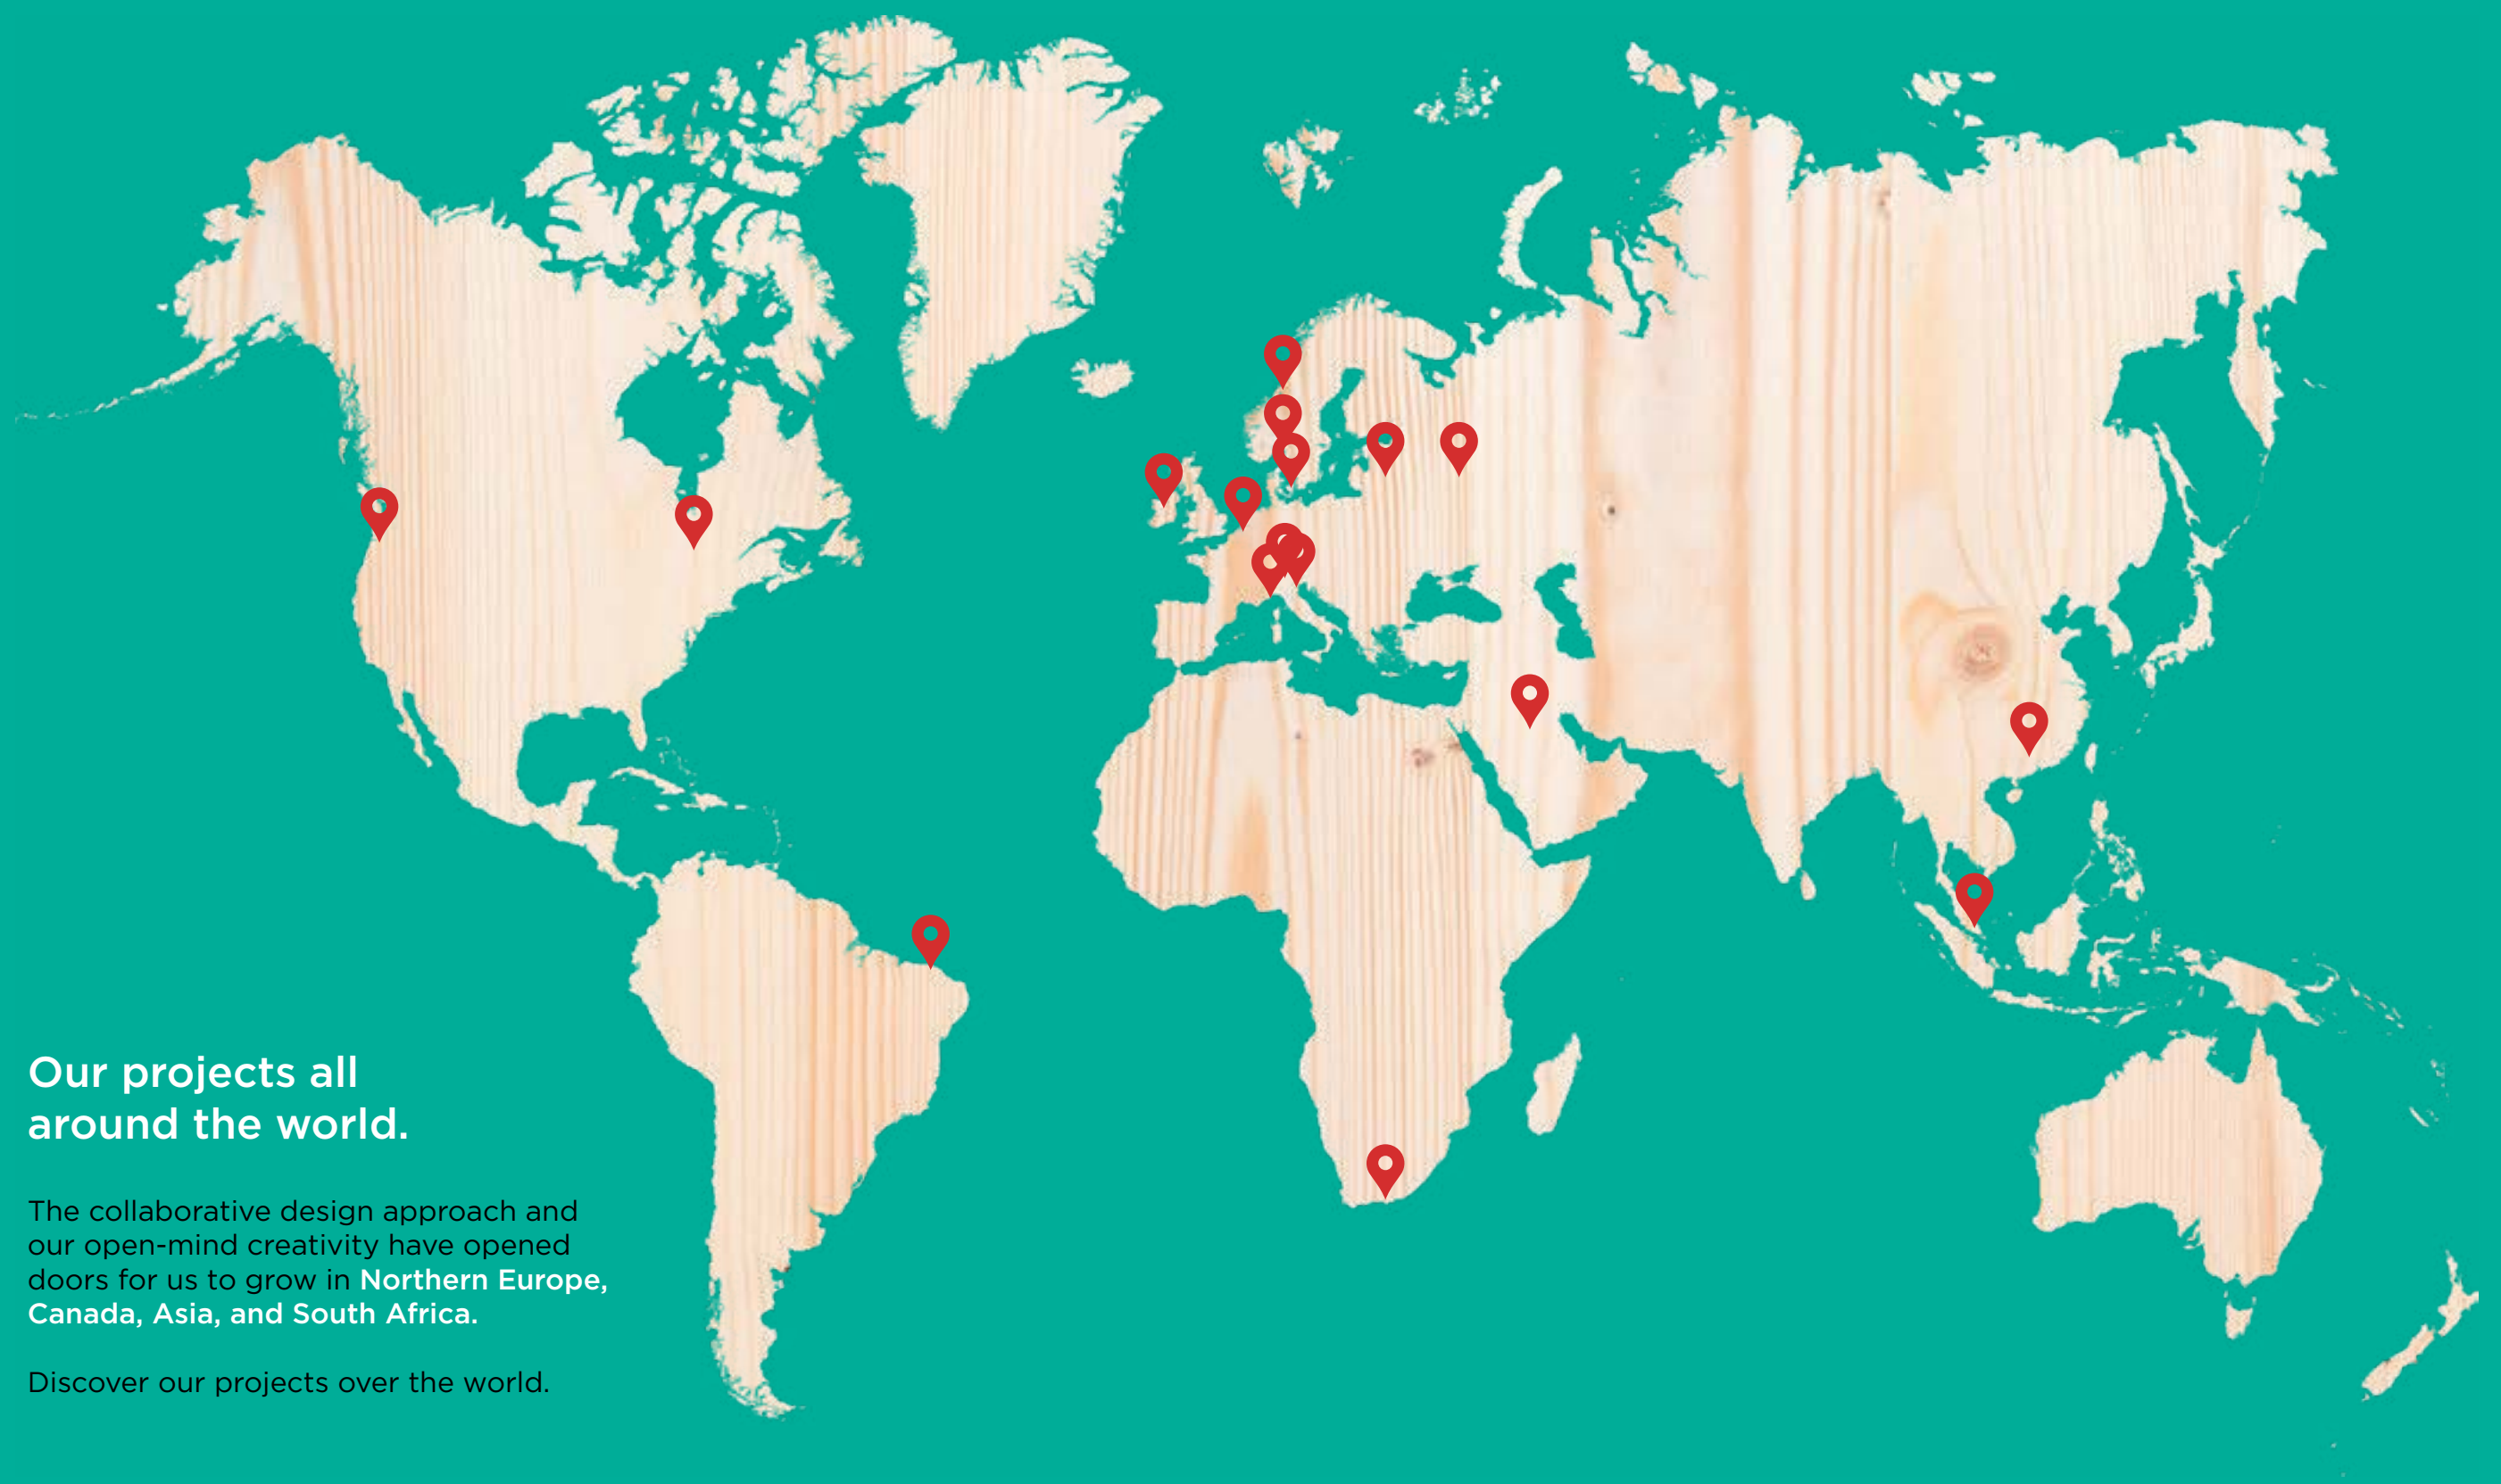 Our projects all
around the world.
The collaborative design approach and
our open-mind creativity have opened
doors for us to grow in Northern Europe,
Canada, Asia, and South Africa.
Discover our projects over the world.